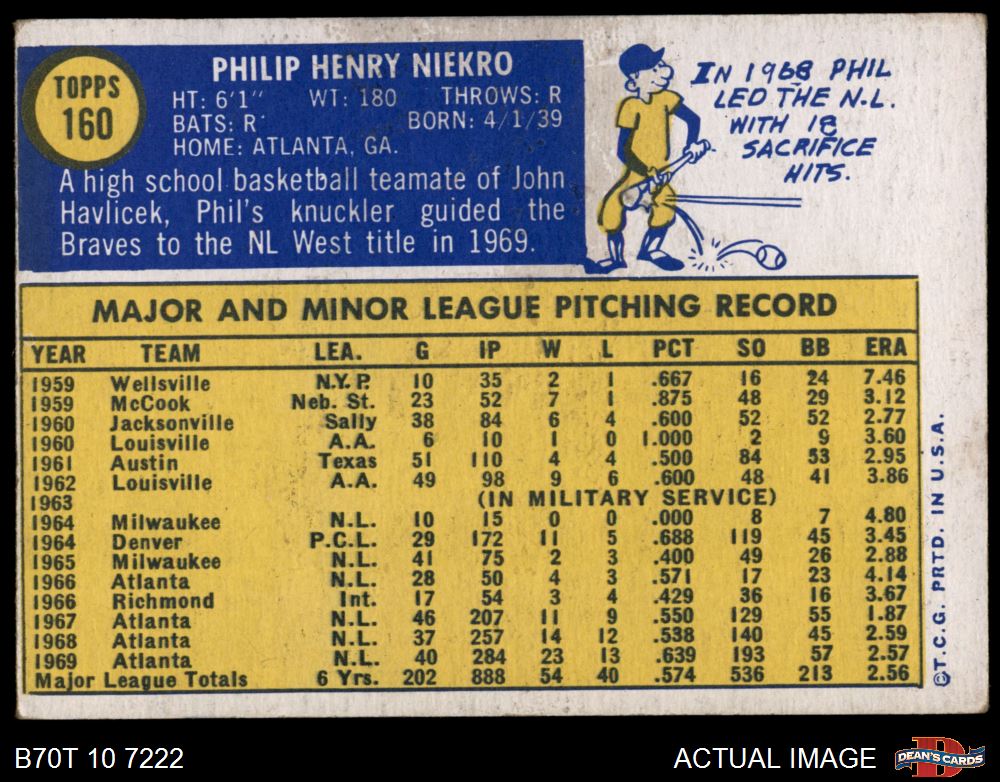 TOPPS
160
PHILIP HENRY NIEKRO
HT: 6'1" WT: 180 THROWS: R
BATS: R BORN: 4/1/39
HOME: ATLANTA, GA.
A high school basketball teamate of John
Havlicek, Phil's knuckler guided the
Braves to the NL West title in 1969.
IN 1968 PHIL
LED THE N.L.
WITH 18
SACRIFICE
HITS.
MAJOR AND MINOR LEAGUE PITCHING RECORD
YEAR TEAM LEA. G IP W L PCT SO BB ERA
1959 Wellsville N.Y.P. 10 35 2 1 .667 16 24 7.46
1959 McCook Neb. St. 23 52 7 1 .875 48 29 3.12
1960 Jacksonville Sally 38 84 6 4 .600 52 52 2.77
1960 Louisville A.A. 6 10 1 0 1.000 2 9 3.60
1961 Austin Texas 51 110 4 4 .500 84 53 2.95
1962 Louisville A.A. 49 98 9 6 .600 48 41 3.86
1963 (IN MILITARY SERVICE)
1964 Milwaukee N.L. 10 15 0 0 .000 8 7 4.80
1964 Denver P.C.L. 29 172 11 5 .688 119 45 3.45
1965 Milwaukee N.L. 41 75 2 3 .400 49 26 2.88
1966 Atlanta N.L. 28 50 4 3 .571 17 23 4.14
1966 Richmond Int. 17 54 3 4 .429 36 16 3.67
1967 Atlanta N.L. 46 207 11 9 .550 129 55 1.87
1968 Atlanta N.L. 37 257 14 12 .538 140 45 2.59
1969 Atlanta N.L. 40 284 23 13 .639 193 57 2.57
Major League Totals 6 Yrs. 202 888 54 40 .574 536 213 2.56
©T.C.G. PRTD. IN U.S.A.
B70T 10 7222
ACTUAL IMAGE
D
DEAN'S CARDS